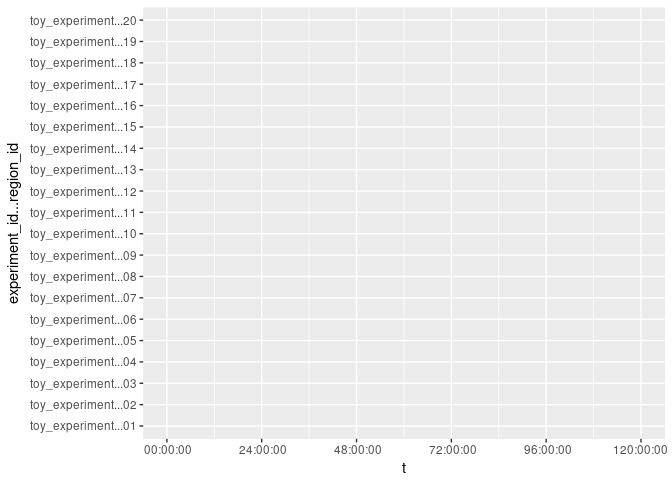 toy_experiment...20
toy_experiment...19
toy_experiment...18
toy_experiment...17
toy_experiment...16
toy_experiment...15
toy_experiment...14
toy_experiment...13
toy_experiment...12
toy_experiment...11
toy_experiment...10
toy_experiment...09
toy_experiment...08
toy_experiment...07
toy_experiment...06
toy_experiment...05
toy_experiment...04
toy_experiment...03
toy_experiment...02
toy_experiment...01
experiment_id...region_id
00:00:00 24:00:00 48:00:00 72:00:00 96:00:00 120:00:00
t